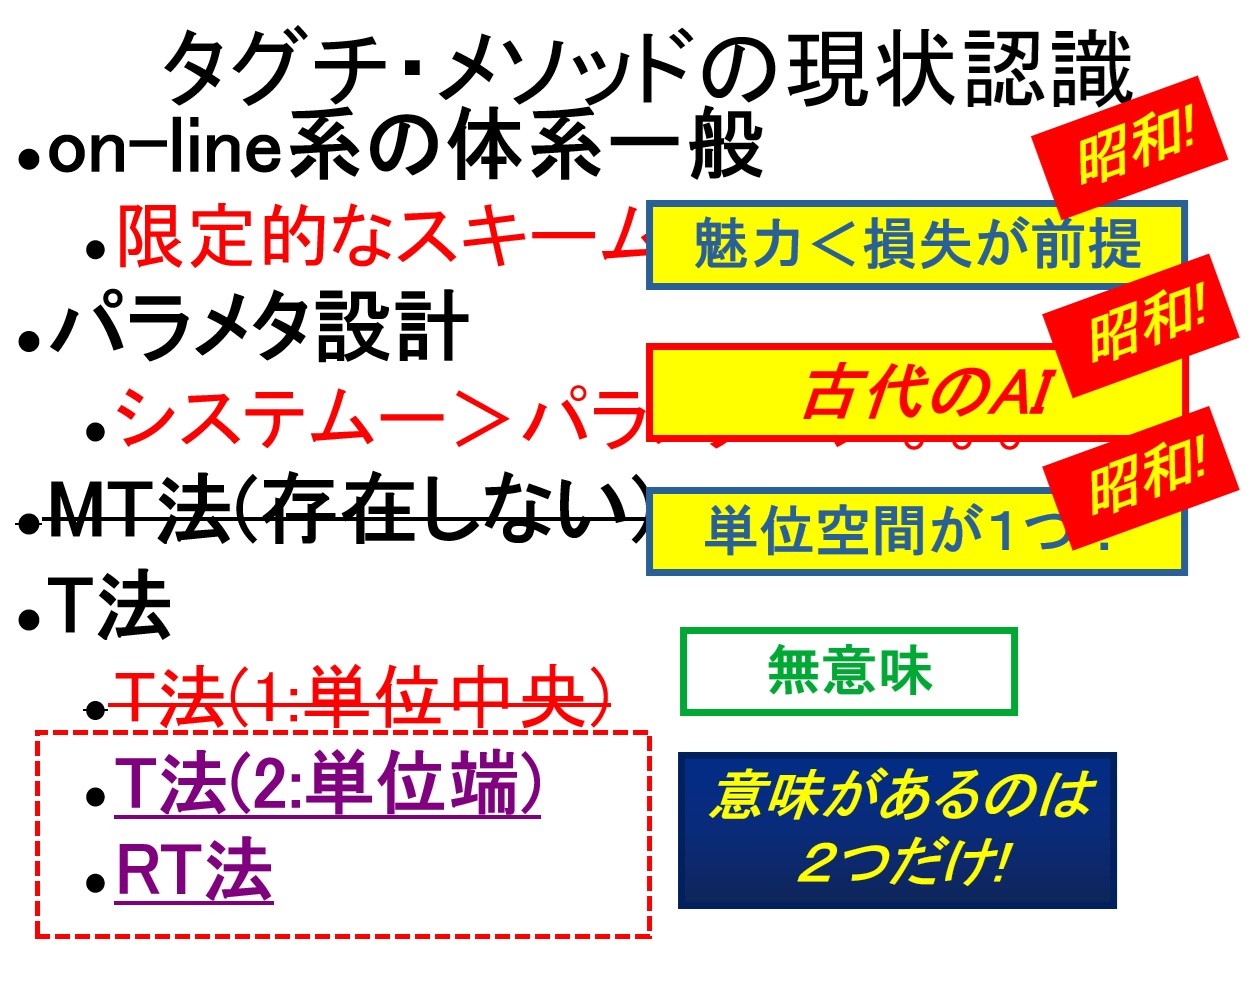 タグチ・メソッドの現状認識
●on-line系の体系一般
昭和!
●限定的なスキーム
魅力＜損失が前提
●パラメタ設計
昭和!
古代のAI
●システムー＞パラ
。。。
●MT法(存在しない)
昭和!
単位空間が１つ！
●T法
●T法(1:単位中央)
無意味
●T法(2:単位端)
●RT法
意味があるのは
２つだけ!